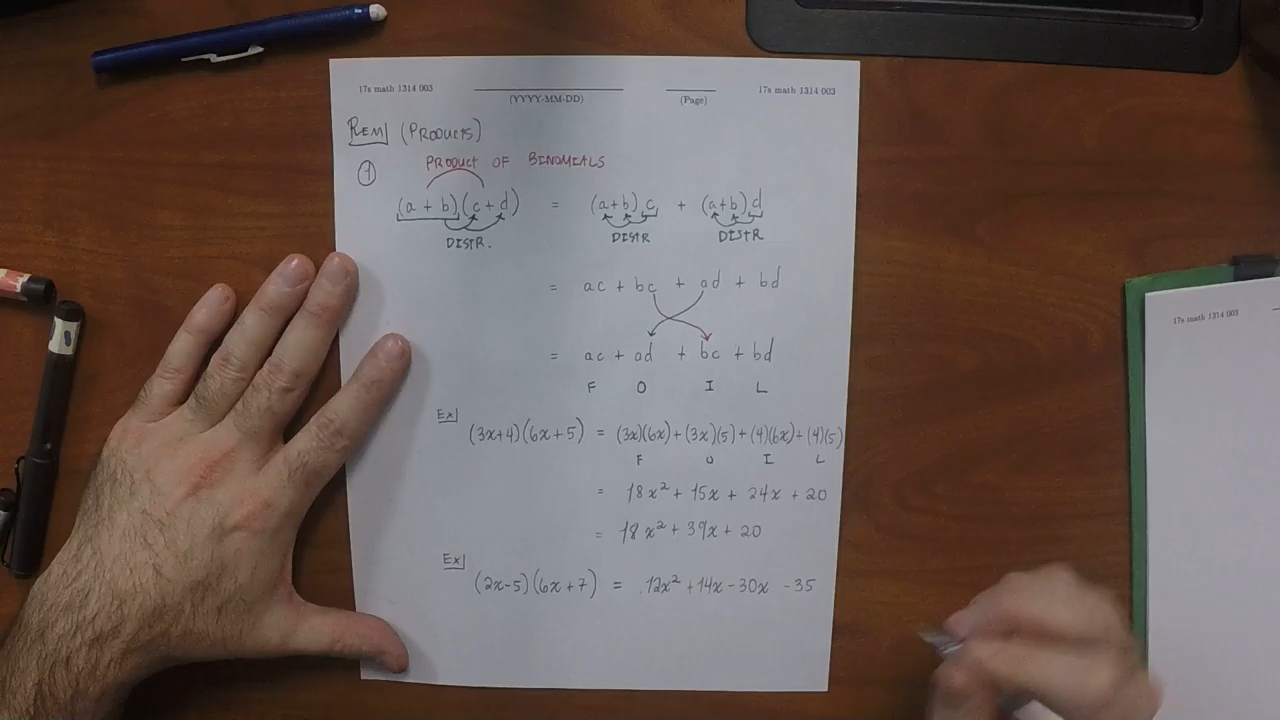 17s math 1314 003 (YYYY-MM-DD) (Page) 17s math 1314 003
REM (PRODUCTS)
1 PRODUCT OF BINOMIALS
(a + b)(c + d) = (a+b)c + (a+b)d
DISTR. DISTR DISTR
= ac + bc + ad + bd
= ac + ad + bc + bd
F O I L
Ex (3x+4)(6x+5) = (3x)(6x)+(3x)(5)+(4)(6x)+(4)(5)
F O I L
= 18x² + 15x + 24x + 20
= 18x² + 39x + 20
Ex (2x-5)(6x+7) = 12x² +14x -30x -35
17s math 1314 003